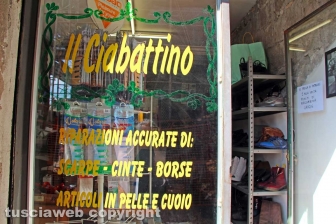 Il Ciabattino
RIPARAZIONI ACCURATE DI:
SCARPE - CINTE - BORSE
ARTICOLI IN PELLE E CUOIO
tusciaweb copyright